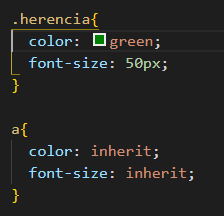 .herencia{
color: green;
font-size: 50px;
}
a{
color: inherit;
font-size: inherit;
}